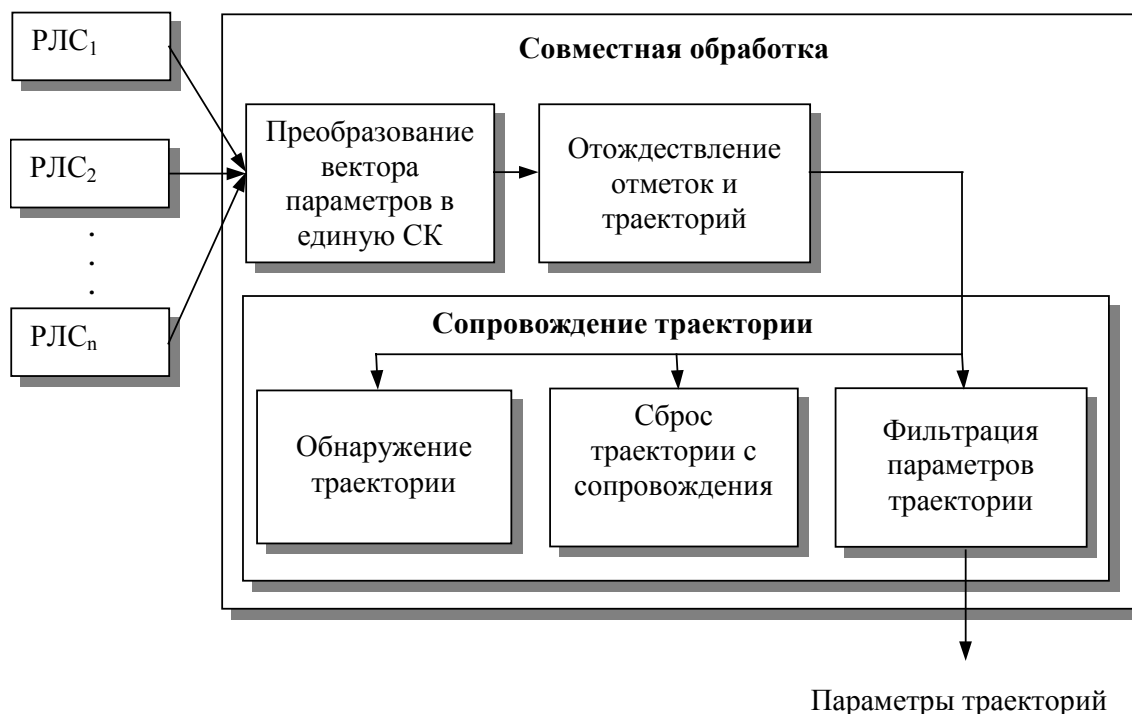 РЛС1
Совместная обработка
Преобразование
вектора
параметров в
единую СК
Отождествление
отметок и
траекторий
РЛС2
.
.
.
РЛСn
Сопровождение траектории
Обнаружение
траектории
Сброс
траектории с
сопровождения
Фильтрация
параметров
траектории
Параметры траекторий